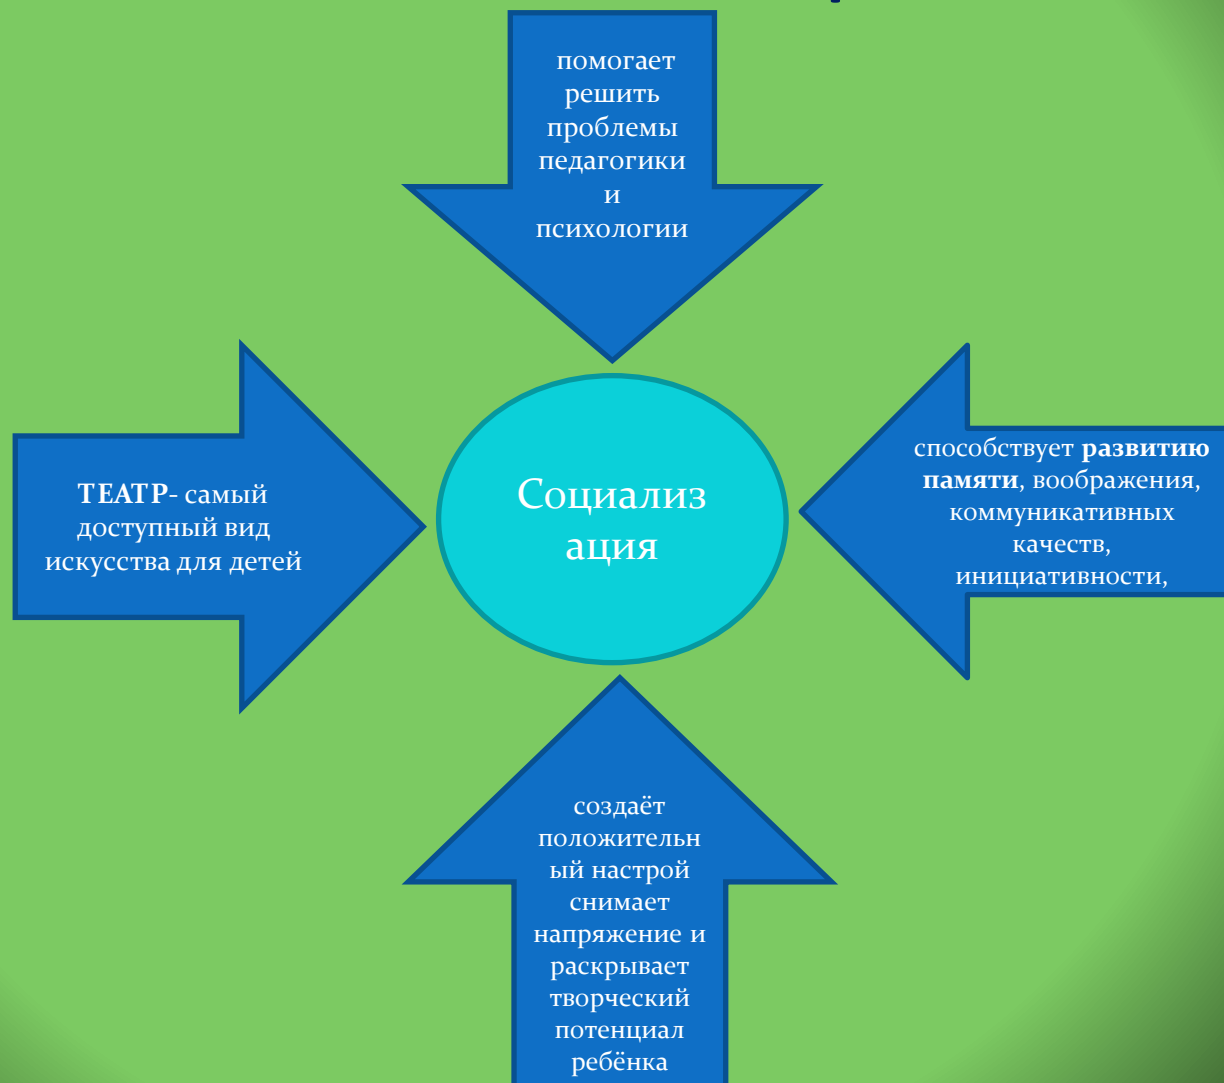 помогает
решить
проблемы
педагогики
и
психологии
ТЕАТР- самый
доступный вид
искусства для детей
Социализ
ация
способствует развитию
памяти, воображения,
коммуникативных
качеств,
инициативности,
создаёт
положительн
ый настрой
снимает
напряжение и
раскрывает
творческий
потенциал
ребёнка